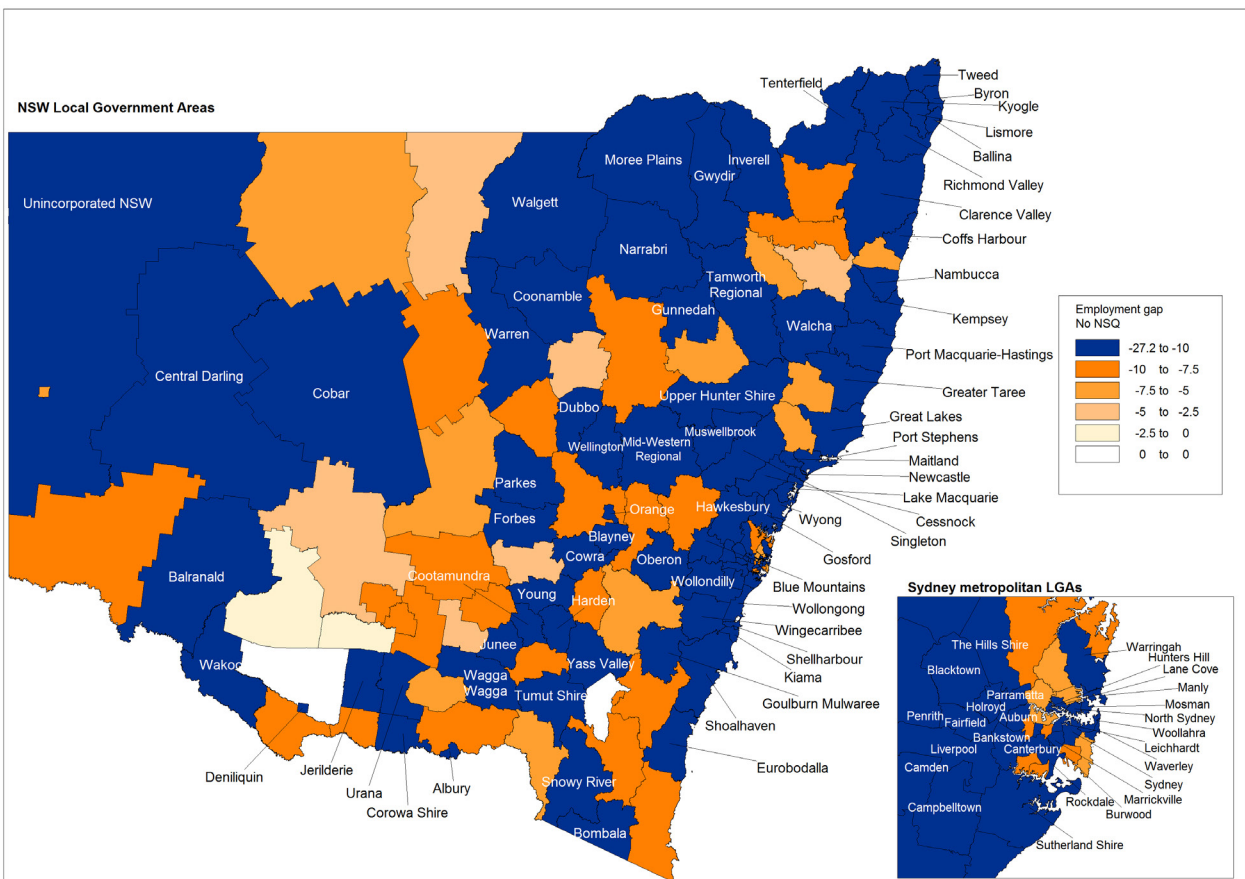 NSW Local Government Areas
Tenterfield
Tweed
Byron
Kyogle
Lismore
Ballina
Richmond Valley
Clarence Valley
Coffs Harbour
Nambucca
Kempsey
Port Macquarie-Hastings
Greater Taree
Great Lakes
Port Stephens
Maitland
Newcastle
Lake Macquarie
Cessnock
Singleton
Wyong
Gosford
Blue Mountains
Wollongong
Wingecarribee
Shellharbour
Kiama
Goulburn Mulwaree
Shoalhaven
Eurobodalla
Unincorporated NSW
Moree Plains
Gwydir
Inverell
Walgett
Narrabri
Coonamble
Tamworth
Regional
Gunnedah
Warren
Walcha
Central Darling
Cobar
Upper Hunter Shire
Dubbo
Wellington
Mid-Western
Regional
Muswellbrook
Parkes
Orange
Hawkesbury
Forbes
Blayney
Cowra
Oberon
Balranald
Cootamundra
Young
Harden
Wollondilly
Junee
Yass Valley
Wakoo
Wagga
Wagga
Tumut Shire
Snowy River
Bombala
Deniliquin
Jerilderie
Urana
Corowa Shire
Albury
Employment gap
No NSQ
-27.2 to -10
-10 to -7.5
-7.5 to -5
-5 to -2.5
-2.5 to 0
0 to 0
Sydney metropolitan LGAs
The Hills Shire
Warringah
Hunters Hill
Lane Cove
Blacktown
Parramatta
Manly
Holroyd
Mosman
Penrith
Auburn
North Sydney
Fairfield
Woollahra
Bankstown
Leichhardt
Liverpool
Canterbury
Waverley
Camden
Sydney
Marrickville
Rockdale
Burwood
Campbelltown
Sutherland Shire